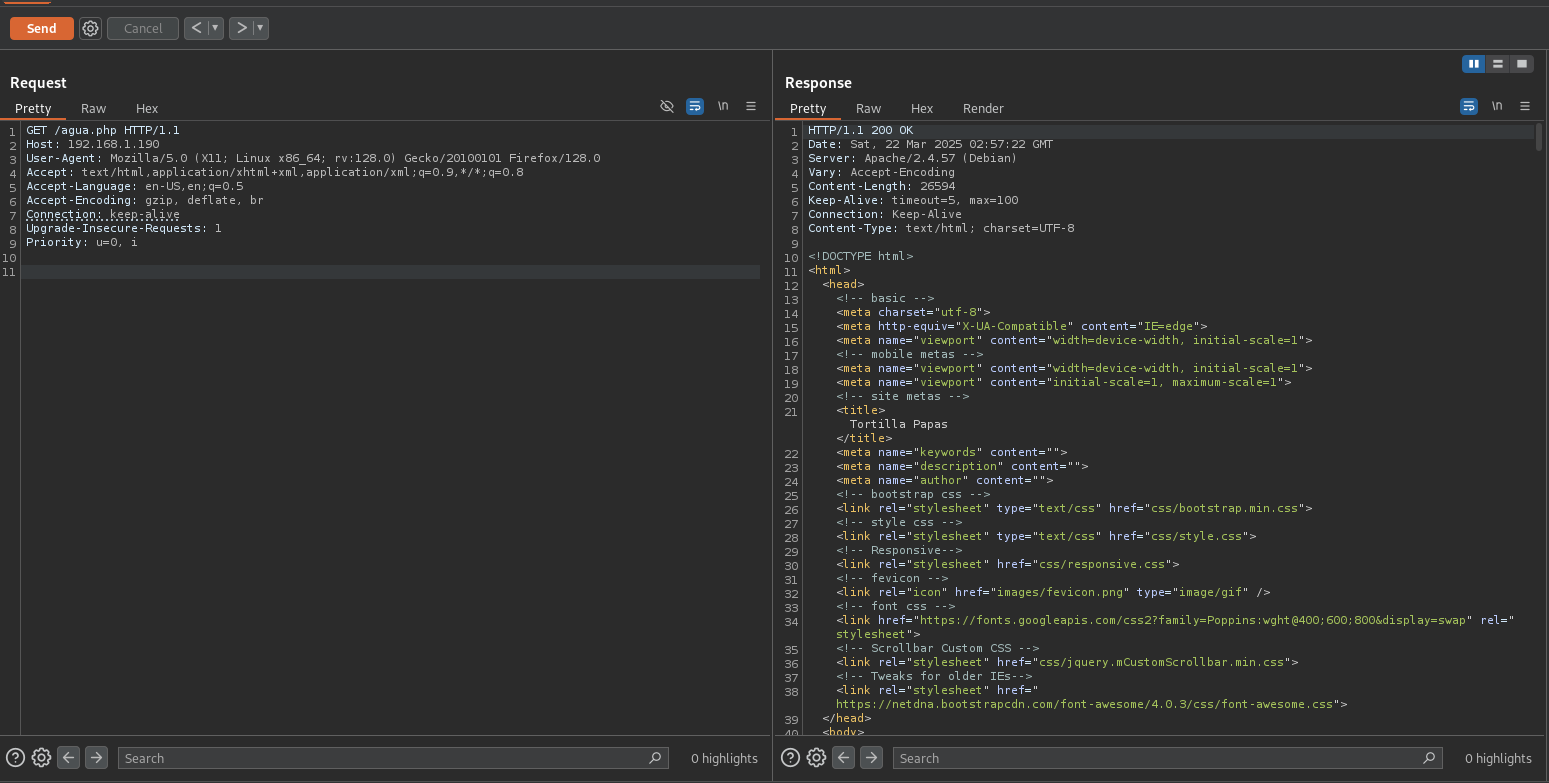 Send Cancel < >
Request
Pretty Raw Hex \n
1 GET /agua.php HTTP/1.1
2 Host: 192.168.1.190
3 User-Agent: Mozilla/5.0 (X11; Linux x86_64; rv:128.0) Gecko/20100101 Firefox/128.0
4 Accept: text/html,application/xhtml+xml,application/xml;q=0.9,*/*;q=0.8
5 Accept-Language: en-US,en;q=0.5
6 Accept-Encoding: gzip, deflate, br
7 Connection: keep-alive
8 Upgrade-Insecure-Requests: 1
9 Priority: u=0, i
10
11
Search 0 highlights
Response
Pretty Raw Hex Render \n
1 HTTP/1.1 200 OK
2 Date: Sat, 22 Mar 2025 02:57:22 GMT
3 Server: Apache/2.4.57 (Debian)
4 Vary: Accept-Encoding
5 Content-Length: 26594
6 Keep-Alive: timeout=5, max=100
7 Connection: Keep-Alive
8 Content-Type: text/html; charset=UTF-8
9
10 <!DOCTYPE html>
11 <html>
12 <head>
13 <!-- basic -->
14 <meta charset="utf-8">
15 <meta http-equiv="X-UA-Compatible" content="IE=edge">
16 <meta name="viewport" content="width=device-width, initial-scale=1">
17 <!-- mobile metas -->
18 <meta name="viewport" content="width=device-width, initial-scale=1">
19 <meta name="viewport" content="initial-scale=1, maximum-scale=1">
20 <!-- site metas -->
21 <title>
Tortilla Papas
</title>
22 <meta name="keywords" content="">
23 <meta name="description" content="">
24 <meta name="author" content="">
25 <!-- bootstrap css -->
26 <link rel="stylesheet" type="text/css" href="css/bootstrap.min.css">
27 <!-- style css -->
28 <link rel="stylesheet" type="text/css" href="css/style.css">
29 <!-- Responsive-->
30 <link rel="stylesheet" href="css/responsive.css">
31 <!-- fevicon -->
32 <link rel="icon" href="images/fevicon.png" type="image/gif" />
33 <!-- font css -->
34 <link href="https://fonts.googleapis.com/css2?family=Poppins:wght@400;600;800&display=swap" rel="
stylesheet">
35 <!-- Scrollbar Custom CSS -->
36 <link rel="stylesheet" href="css/jquery.mCustomScrollbar.min.css">
37 <!-- Tweaks for older IEs-->
38 <link rel="stylesheet" href="
https://netdna.bootstrapcdn.com/font-awesome/4.0.3/css/font-awesome.css">
39 </head>
40 <body>
Search 0 highlights